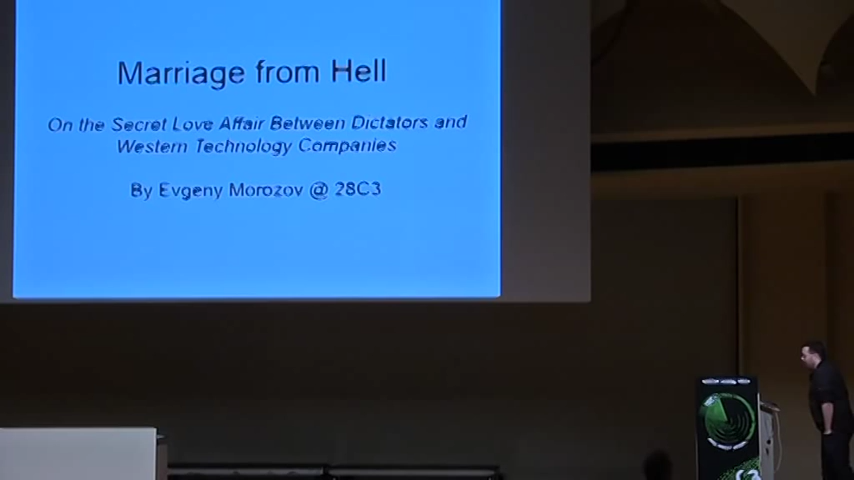 Marriage from Hell
On the Secret Love Affair Between Dictators and
Western Technology Companies
By Evgeny Morozov @ 28C3